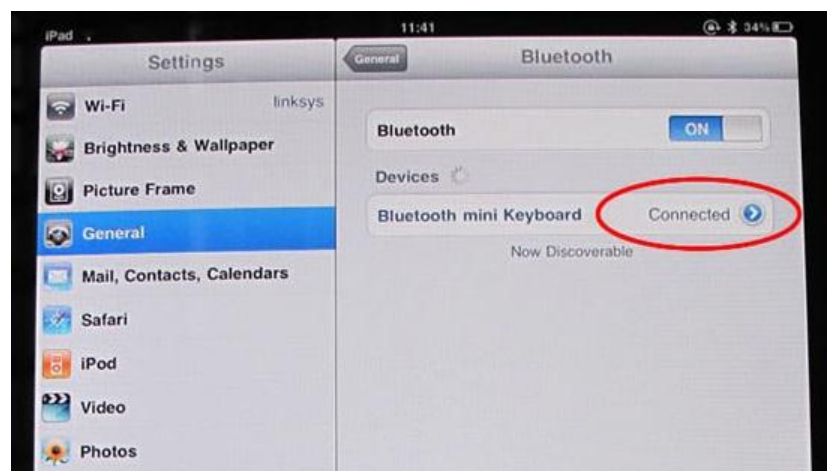 iPad 11:41 34%
Settings
General Bluetooth
Wi-Fi linksys
Brightness & Wallpaper
Picture Frame
General
Mail, Contacts, Calendars
Safari
iPod
Video
Photos
Bluetooth ON
Devices
Bluetooth mini Keyboard Connected
Now Discoverable